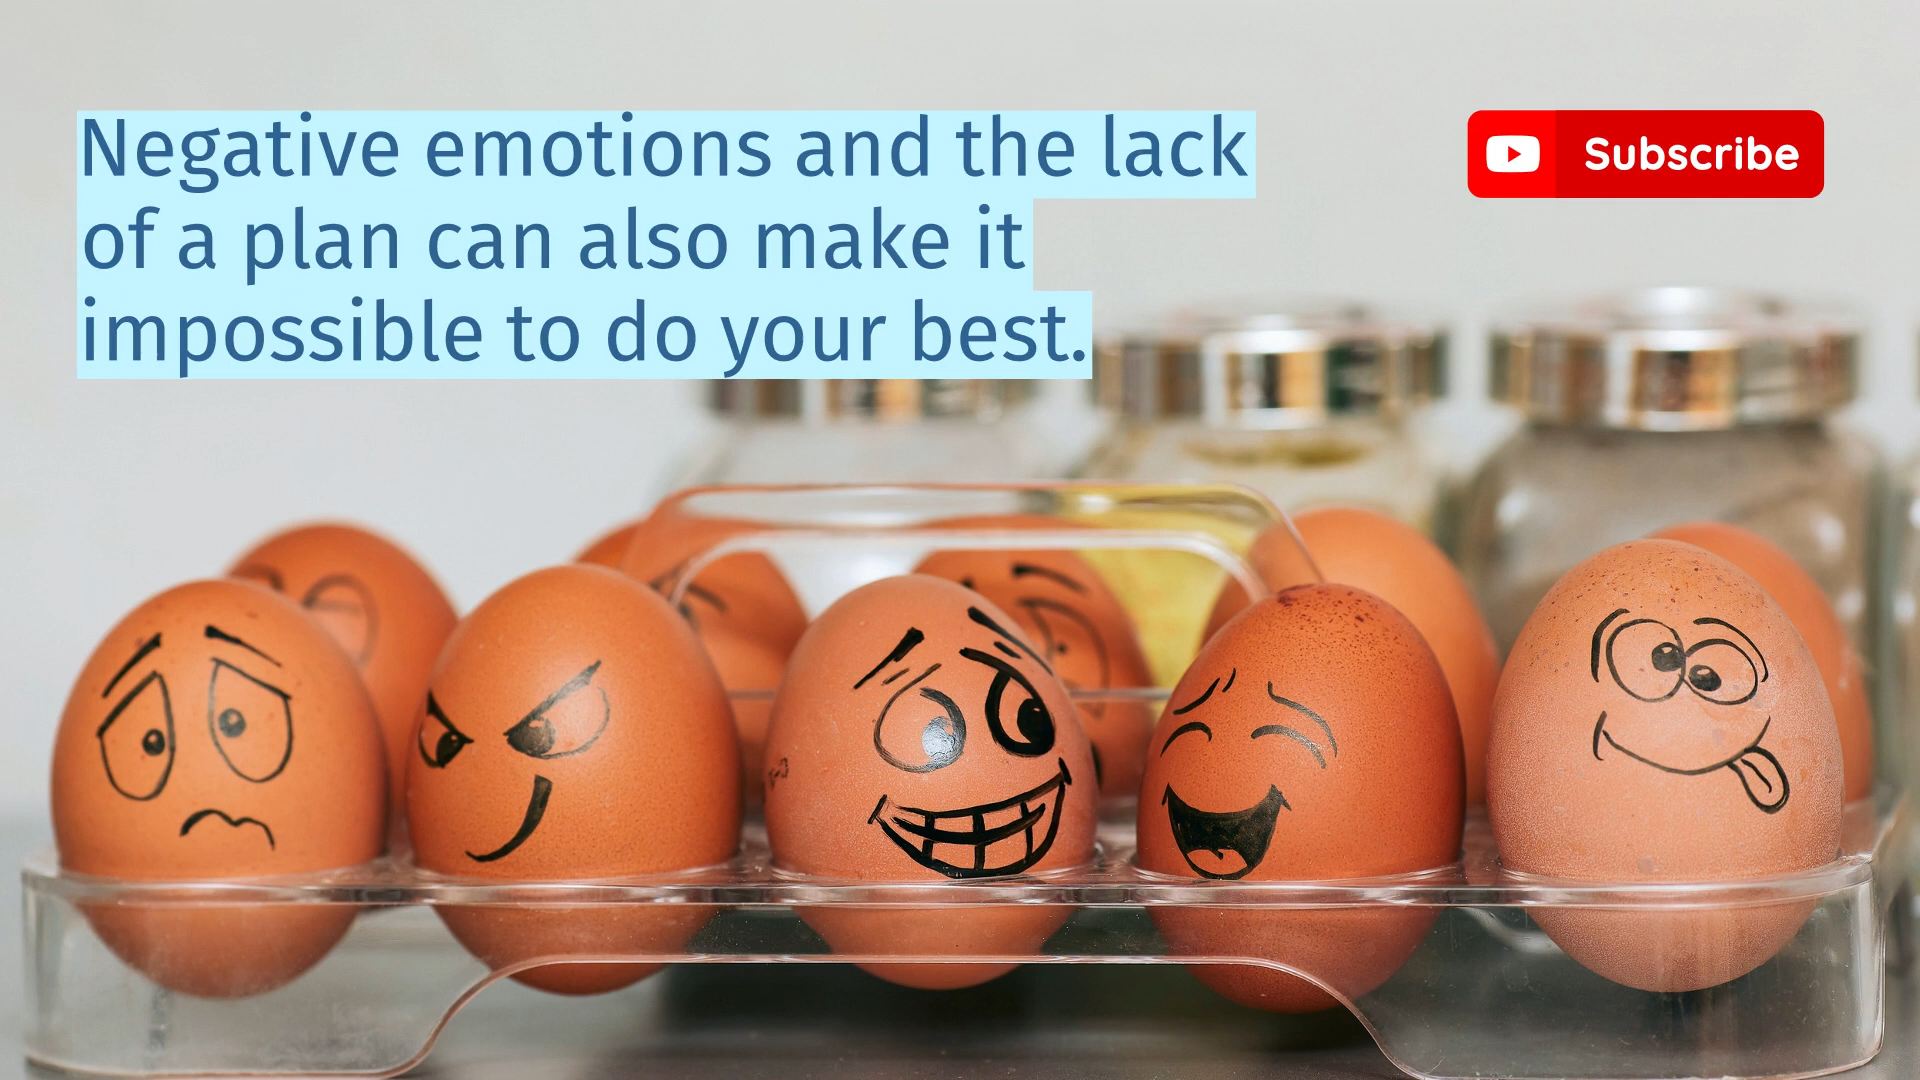 Negative emotions and the lack
of a plan can also make it
impossible to do your best.
Subscribe